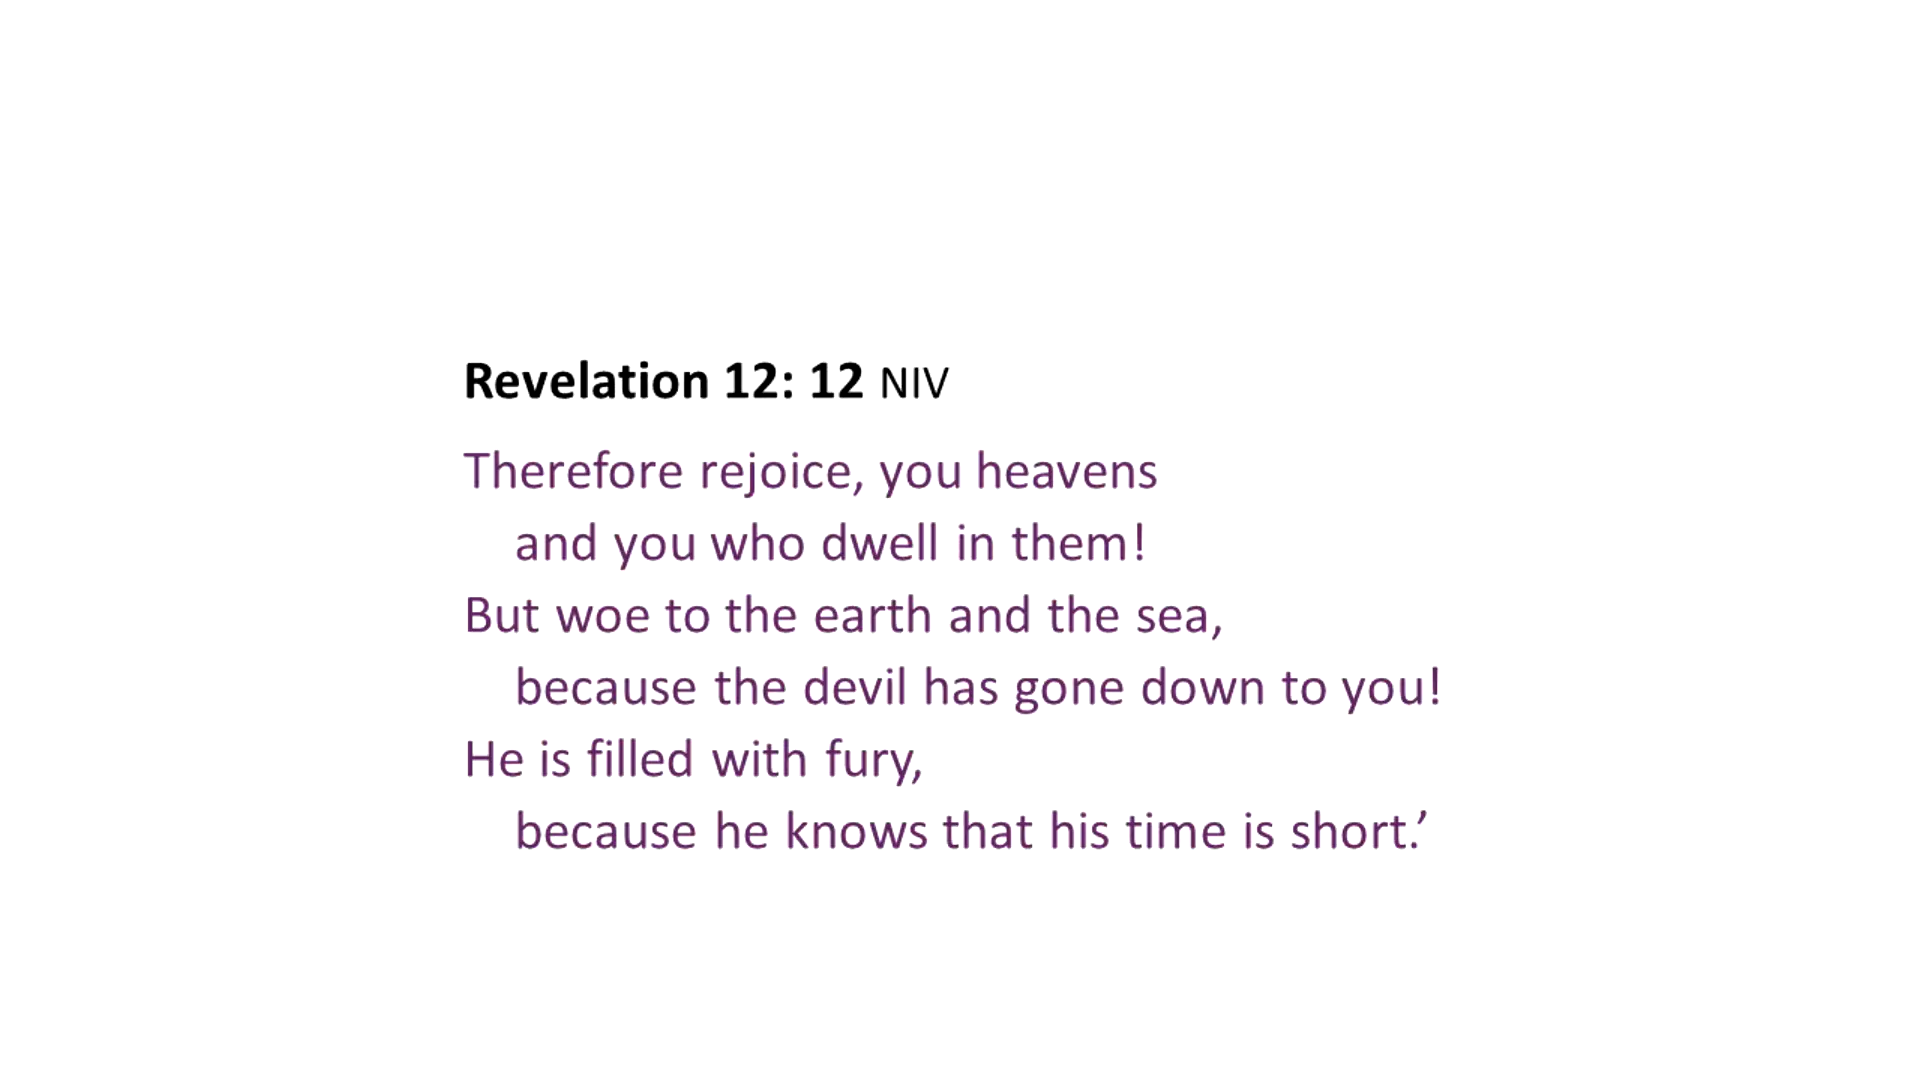 Revelation 12: 12 NIV
Therefore rejoice, you heavens
and you who dwell in them!
But woe to the earth and the sea,
because the devil has gone down to you!
He is filled with fury,
because he knows that his time is short.’